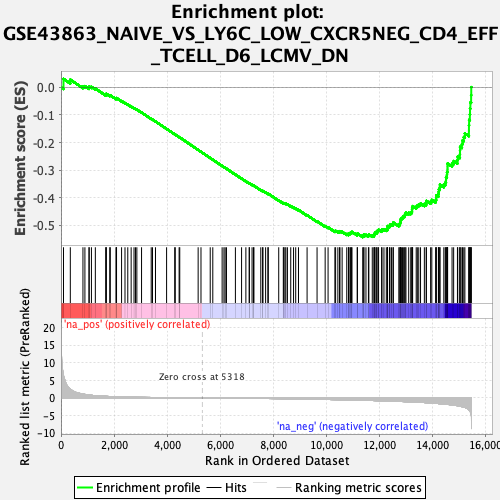 Enrichment plot:
GSE43863_NAIVE_VS_LY6C_LOW_CXCR5NEG_CD4_EFF
_TCELL_D6_LCMV_DN
Enrichment score (ES)
0.0
-0.1
-0.2
-0.3
-0.4
-0.5
'na_pos' (positively correlated)
Ranked list metric (PreRanked)
20
15
10
5
0
-5
-10
Zero cross at 5318
'na_neg' (negatively correlated)
0
2,000
4,000
6,000
8,000
10,000
12,000
14,000
16,000
Rank in Ordered Dataset
Enrichment profile
Hits
Ranking metric scores